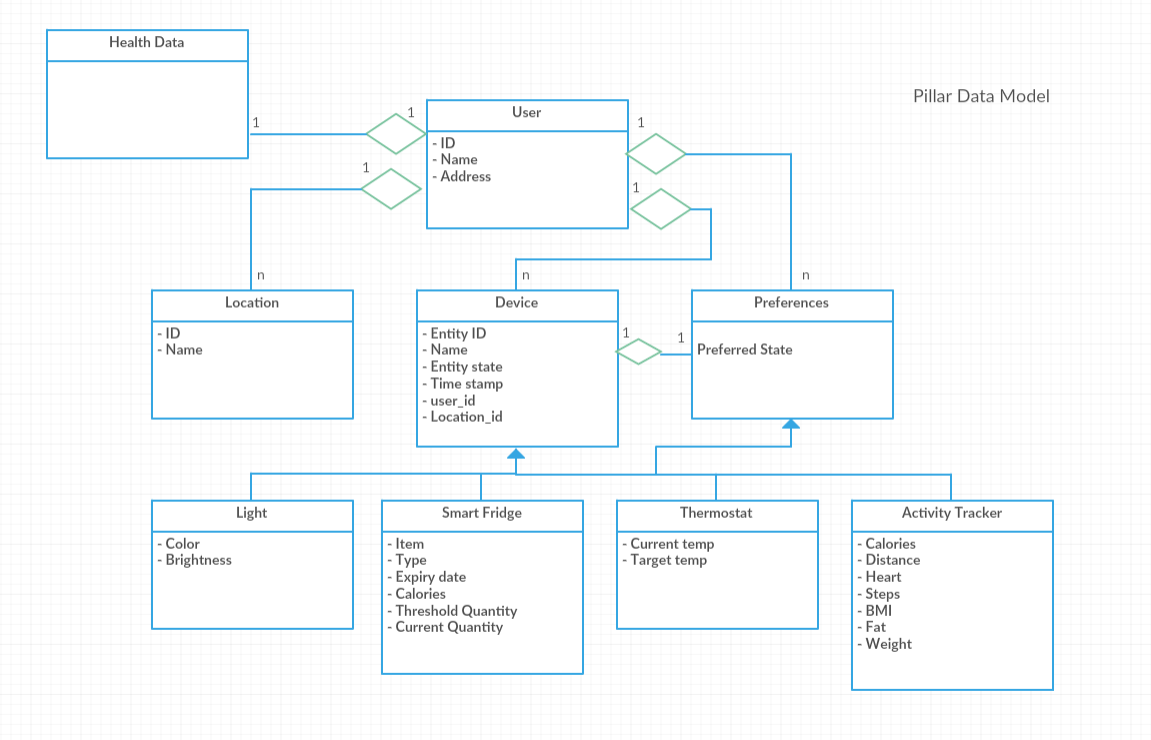 Health Data
Pillar Data Model
1
1
User
1
- ID
- Name
- Address
1
1
n
n
n
Location
- ID
- Name
Device
- Entity ID
- Name
- Entity state
- Time stamp
- user_id
- Location_id
1
1
Preferences
Preferred State
Light
- Color
- Brightness
Smart Fridge
- Item
- Type
- Expiry date
- Calories
- Threshold Quantity
- Current Quantity
Thermostat
- Current temp
- Target temp
Activity Tracker
- Calories
- Distance
- Heart
- Steps
- BMI
- Fat
- Weight